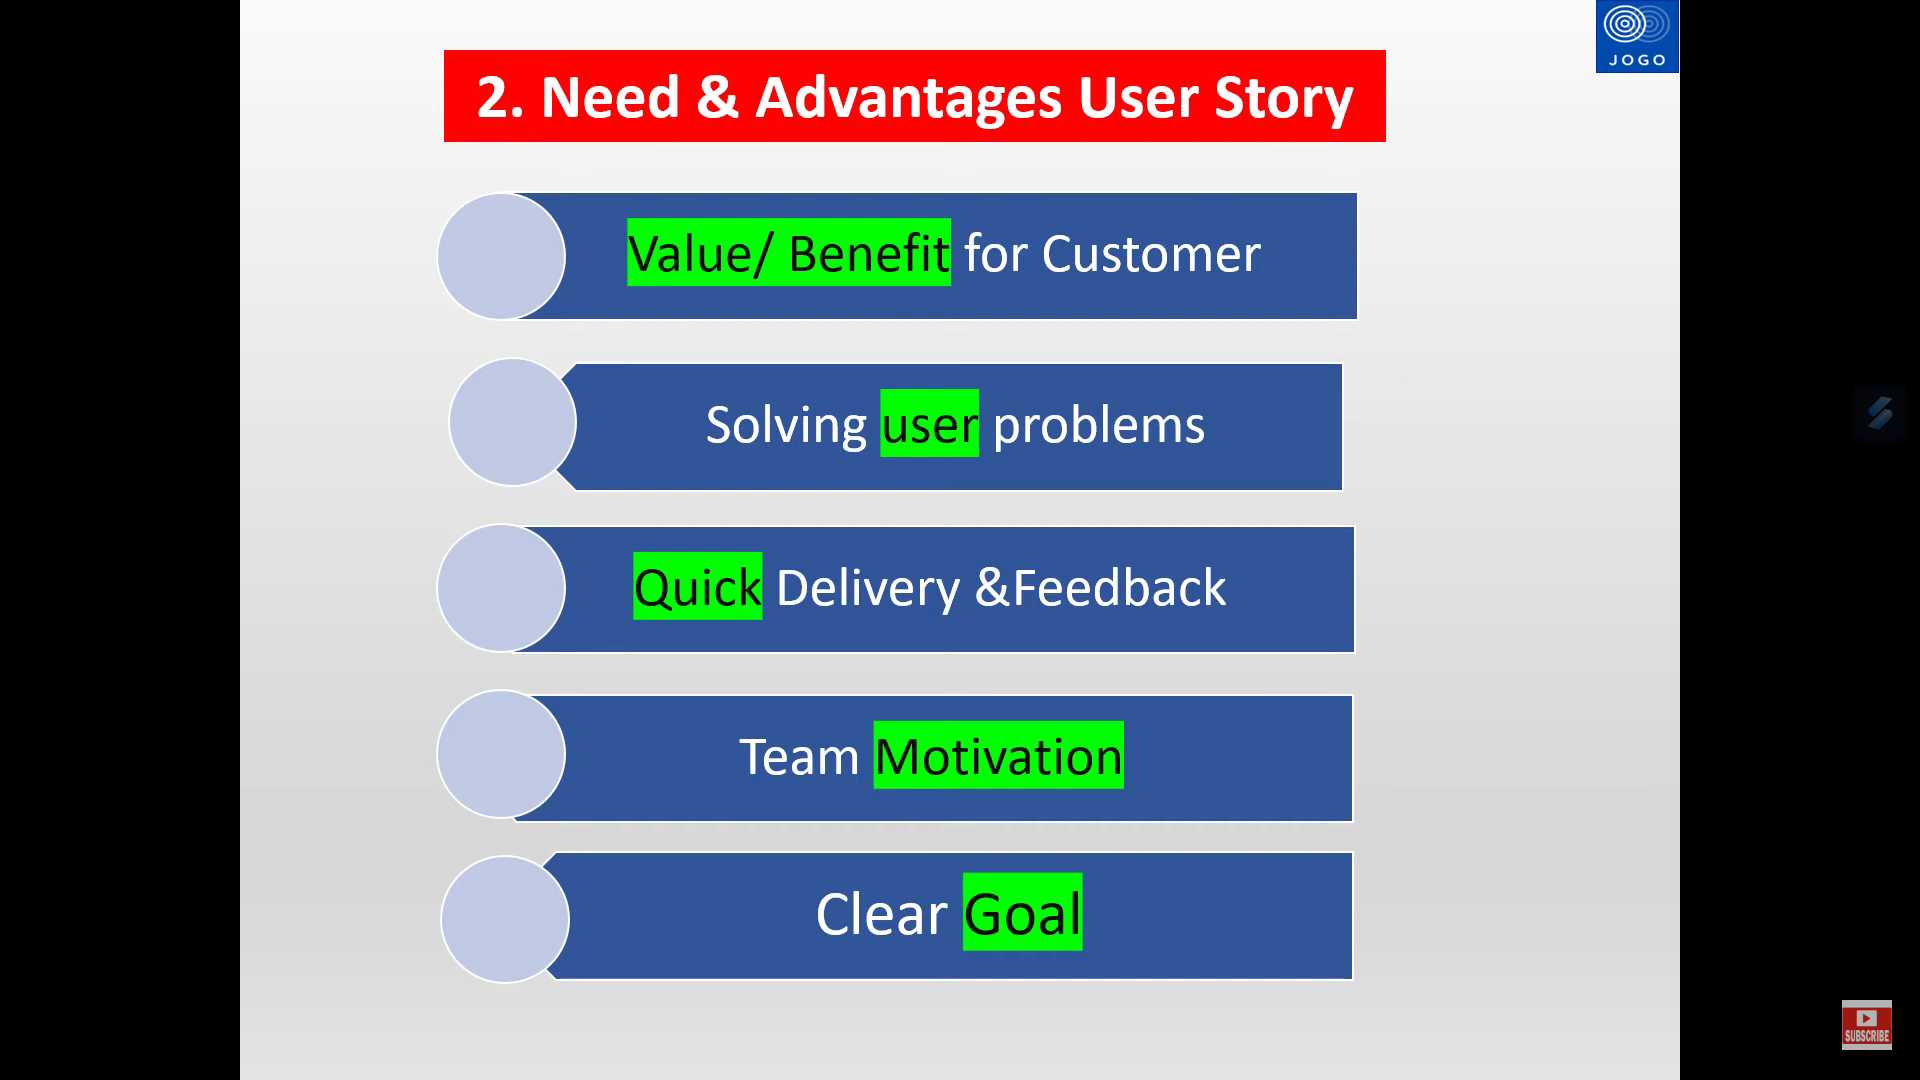 JOGO
2. Need & Advantages User Story
Value/ Benefit for Customer
Solving user problems
Quick Delivery &Feedback
Team Motivation
Clear Goal
SUBSCRIBE